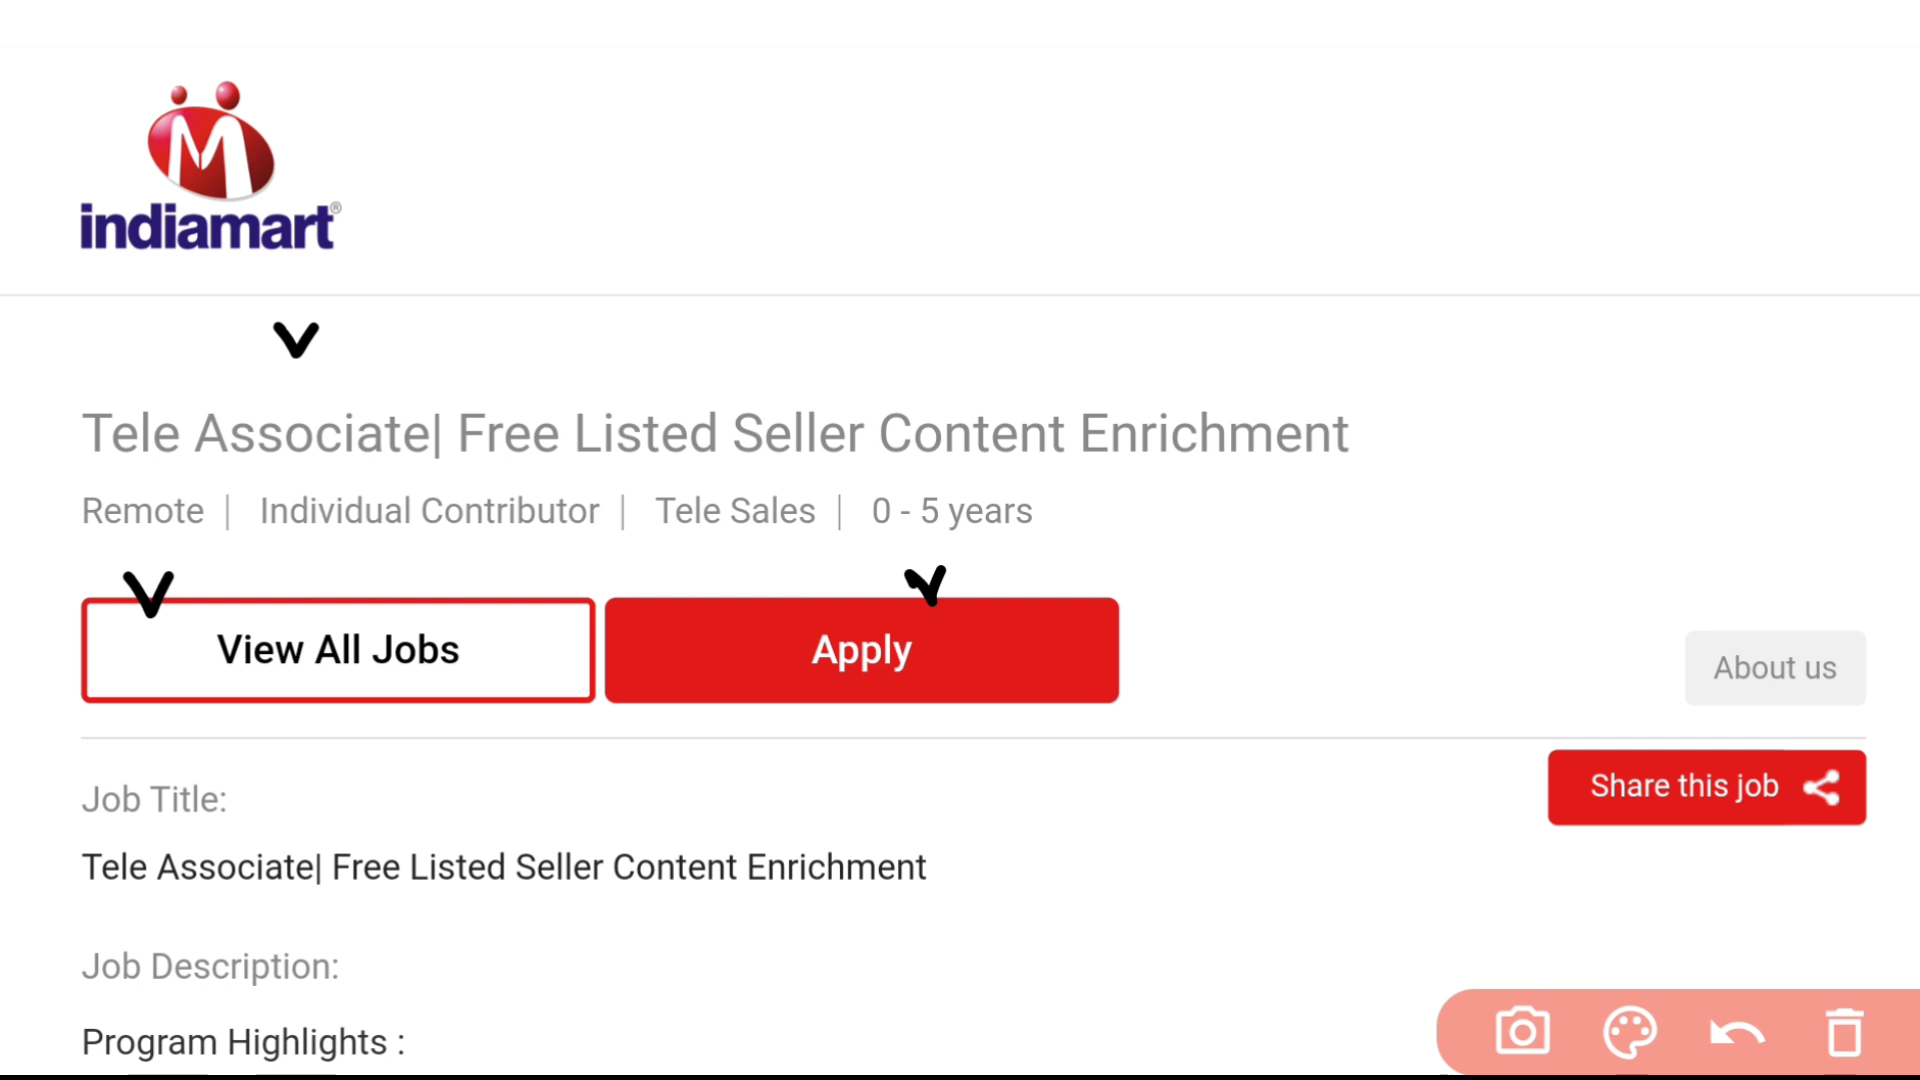 indiamart®
Tele Associate| Free Listed Seller Content Enrichment
Remote | Individual Contributor | Tele Sales | 0 - 5 years
View All Jobs
Apply
About us
Share this job
Job Title:
Tele Associate| Free Listed Seller Content Enrichment
Job Description:
Program Highlights :